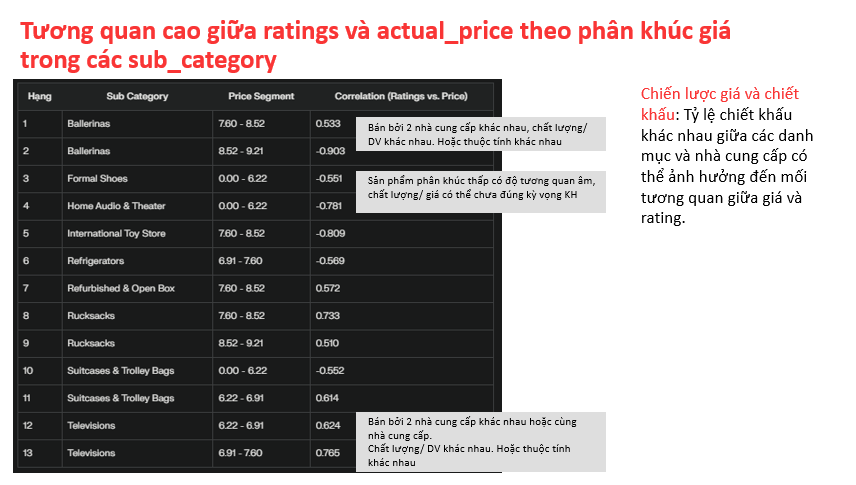 Tương quan cao giữa ratings và actual_price theo phân khúc giá
trong các sub_category
Hạng Sub Category Price Segment Correlation (Ratings vs. Price)
1 Ballerinas 7.60 - 8.52 0.533
2 Ballerinas 8.52 - 9.21 -0.903
3 Formal Shoes 0.00 - 6.22 -0.551
4 Home Audio & Theater 0.00 - 6.22 -0.781
5 International Toy Store 7.60 - 8.52 -0.809
6 Refrigerators 6.91 - 7.60 -0.569
7 Refurbished & Open Box 7.60 - 8.52 0.572
8 Rucksacks 7.60 - 8.52 0.733
9 Rucksacks 8.52 - 9.21 0.510
10 Suitcases & Trolley Bags 0.00 - 6.22 -0.552
11 Suitcases & Trolley Bags 6.22 - 6.91 0.614
12 Televisions 6.22 - 6.91 0.624
13 Televisions 6.91 - 7.60 0.765
Bán bởi 2 nhà cung cấp khác nhau, chất lượng/
DV khác nhau. Hoặc thuộc tính khác nhau
Sản phẩm phân khúc thấp có độ tương quan âm,
chất lượng/ giá có thể chưa đúng kỳ vọng KH
Bán bởi 2 nhà cung cấp khác nhau hoặc cùng
nhà cung cấp.
Chất lượng/ DV khác nhau. Hoặc thuộc tính
khác nhau
Chiến lược giá và chiết
khấu: Tỷ lệ chiết khấu
khác nhau giữa các danh
mục và nhà cung cấp có
thể ảnh hưởng đến mối
tương quan giữa giá và
rating.